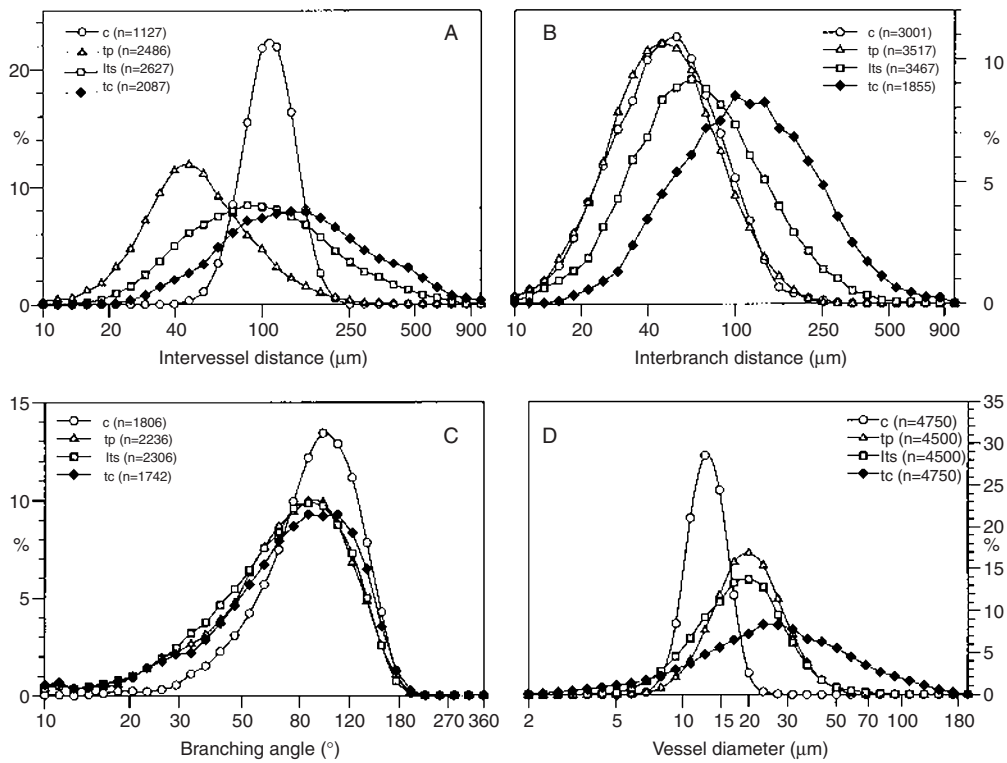 A
c (n=1127)
tp (n=2486)
lts (n=2627)
tc (n=2087)
20
%
10
0
10 20 40 100 250 500 900
Intervessel distance (μm)
B
c (n=3001)
tp (n=3517)
lts (n=3467)
tc (n=1855)
10
%
5
0
10 20 40 100 250 500 900
Interbranch distance (μm)
C
c (n=1806)
tp (n=2236)
lts (n=2306)
tc (n=1742)
15
10
%
5
0
10 20 30 50 80 120 180 270 360
Branching angle (°)
D
c (n=4750)
tp (n=4500)
lts (n=4500)
tc (n=4750)
35
30
25
%
20
15
10
5
0
2 5 10 15 20 30 50 70 100 180
Vessel diameter (μm)